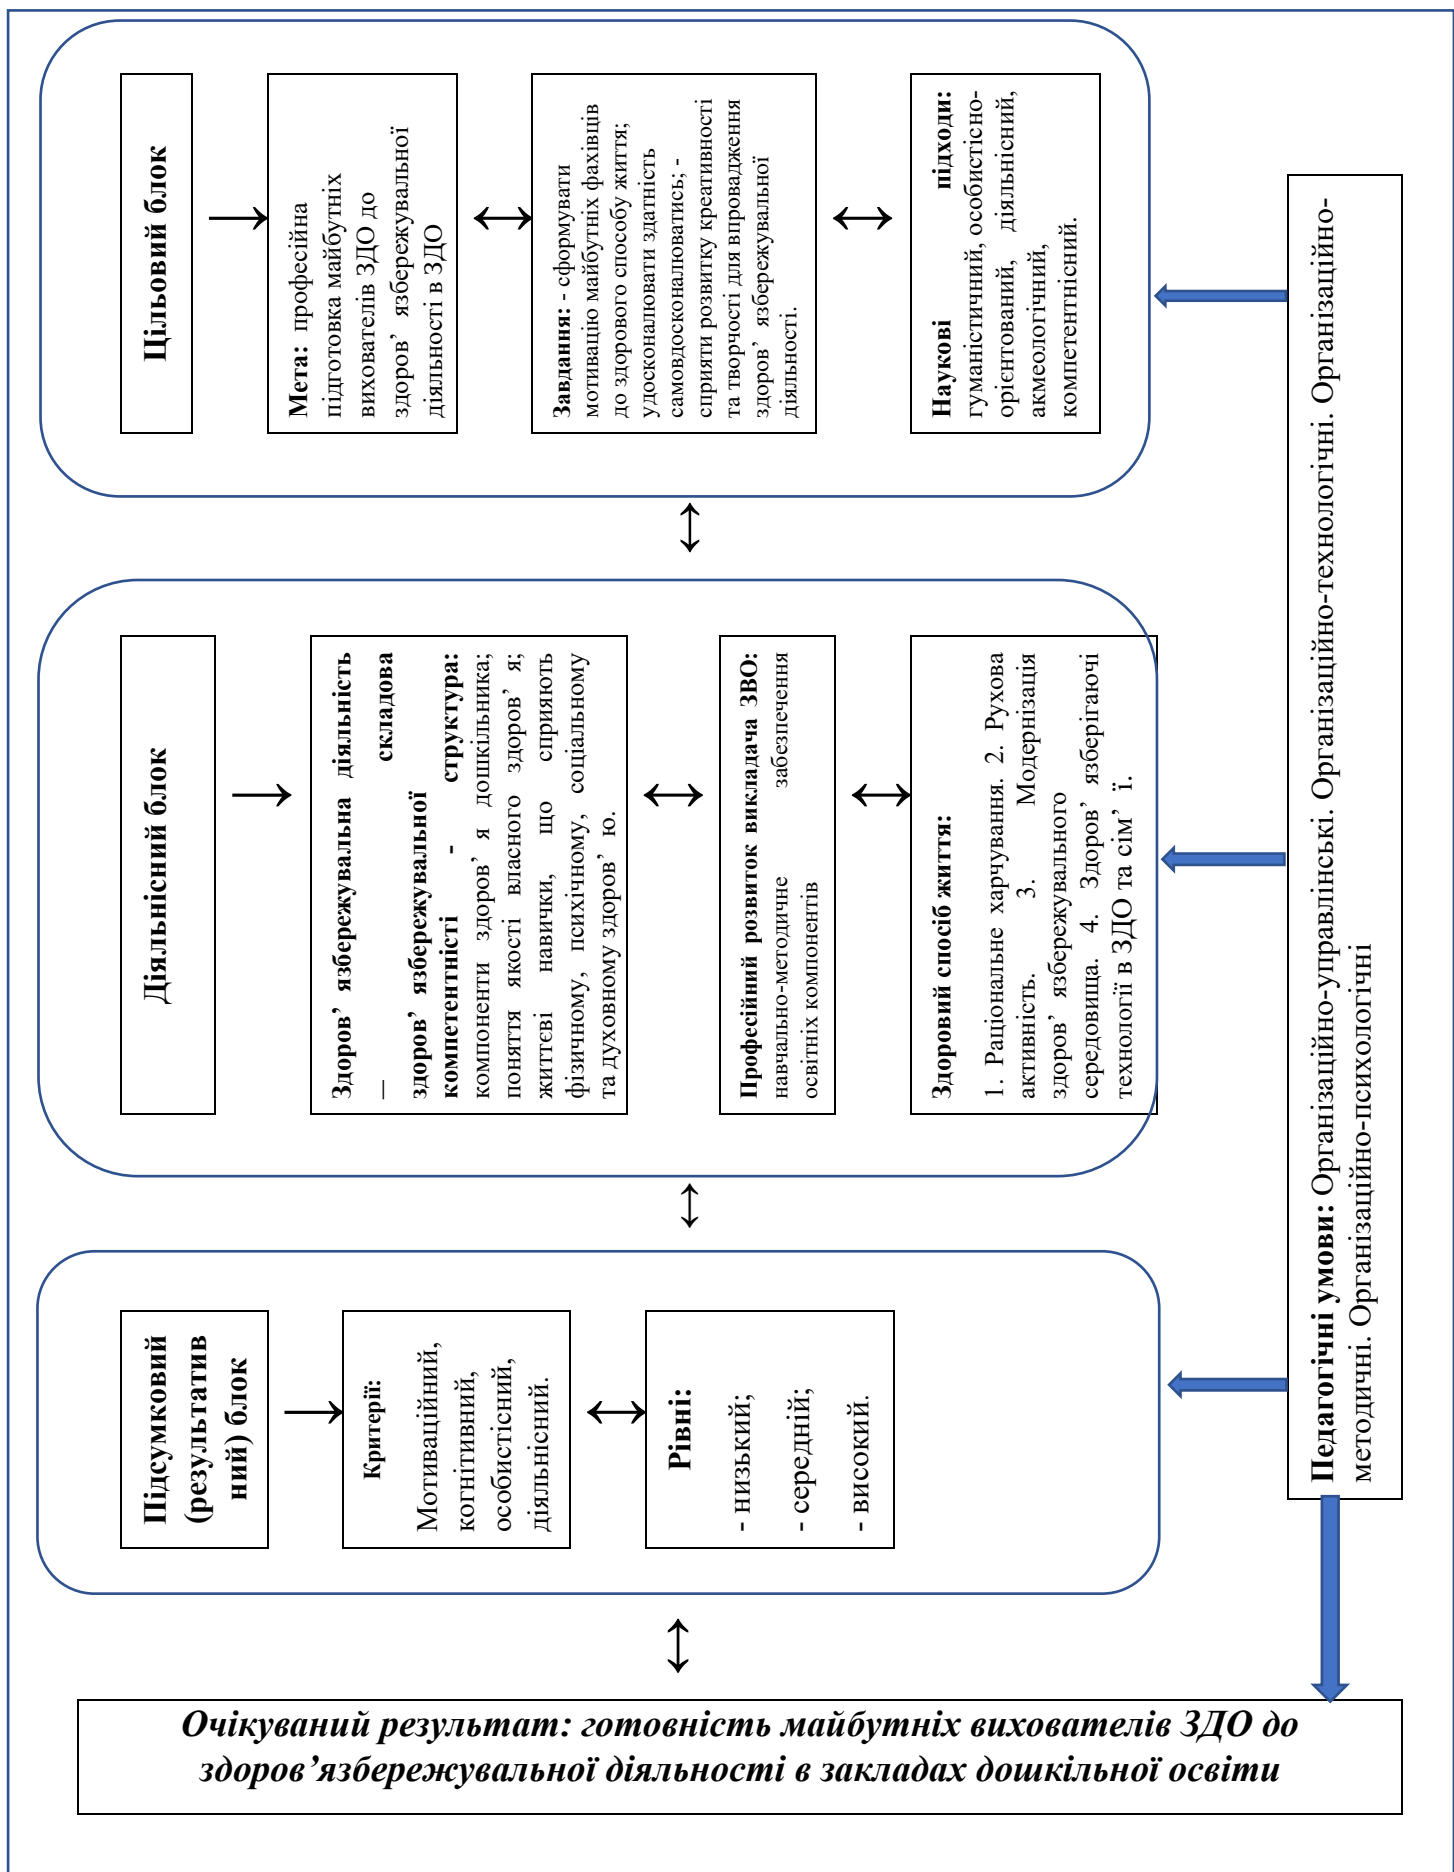 Цільовий блок
Мета: професійна
підготовка майбутніх
вихователів ЗДО до
здоров’ язбережувальної
діяльності в ЗДО
Завдання: - сформувати
мотивацію майбутніх фахівців
до здорового способу життя;
удосконалювати здатність
самовдосконалюватись; -
сприяти розвитку креативності
та творчості для впровадження
здоров’ язбережувальної
діяльності.
Наукові підходи:
гуманістичний, особистісно-
орієнтований, діяльнісний,
акмеологічний,
компетентнісний.
Діяльнісний блок
Здоров’ язбережувальна діяльність
— складова
здоров’ язбережувальної
компетентністі - структура:
компоненти здоров’ я дошкільника;
поняття якості власного здоров’ я;
життєві навички, що сприяють
фізичному, психічному, соціальному
та духовному здоров’ ю.
Професійний розвиток викладача ЗВО:
навчально-методичне забезпечення
освітніх компонентів
Здоровий спосіб життя:
1. Раціональне харчування. 2. Рухова
активність. 3. Модернізація
здоров’ язбережувального
середовища. 4. Здоров’ язберігаючі
технології в ЗДО та сім’ ї.
Підсумковий
(результатив
ний) блок
Критерії:
Мотиваційний,
когнітивний,
особистісний,
діяльнісний.
Рівні:
- низький;
- середній;
- високий.
Педагогічні умови: Організаційно-управлінські. Організаційно-технологічні. Організаційно-
методичні. Організаційно-психологічні
Очікуваний результат: готовність майбутніх вихователів ЗДО до
здоров’язбережувальної діяльності в закладах дошкільної освіти